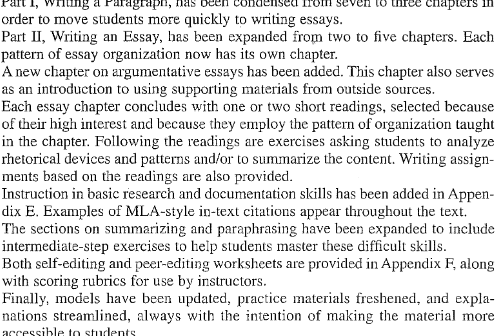 Part I, Writing a Paragraph, has been condensed from seven to three chapters in
order to move students more quickly to writing essays.
Part II, Writing an Essay, has been expanded from two to five chapters. Each
pattern of essay organization now has its own chapter.
A new chapter on argumentative essays has been added. This chapter also serves
as an introduction to using supporting materials from outside sources.
Each essay chapter concludes with one or two short readings, selected because
of their high interest and because they employ the pattern of organization taught
in the chapter. Following the readings are exercises asking students to analyze
rhetorical devices and patterns and/or to summarize the content. Writing assign-
ments based on the readings are also provided.
Instruction in basic research and documentation skills has been added in Appen-
dix E. Examples of MLA-style in-text citations appear throughout the text.
The sections on summarizing and paraphrasing have been expanded to include
intermediate-step exercises to help students master these difficult skills.
Both self-editing and peer-editing worksheets are provided in Appendix F, along
with scoring rubrics for use by instructors.
Finally, models have been updated, practice materials freshened, and expla-
nations streamlined, always with the intention of making the material more
accessible to students.